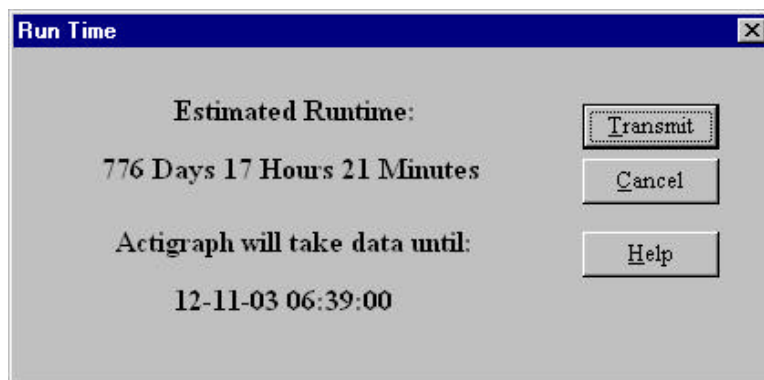 Run Time
Estimated Runtime:
776 Days 17 Hours 21 Minutes
Actigraph will take data until:
12-11-03 06:39:00
Transmit
Cancel
Help